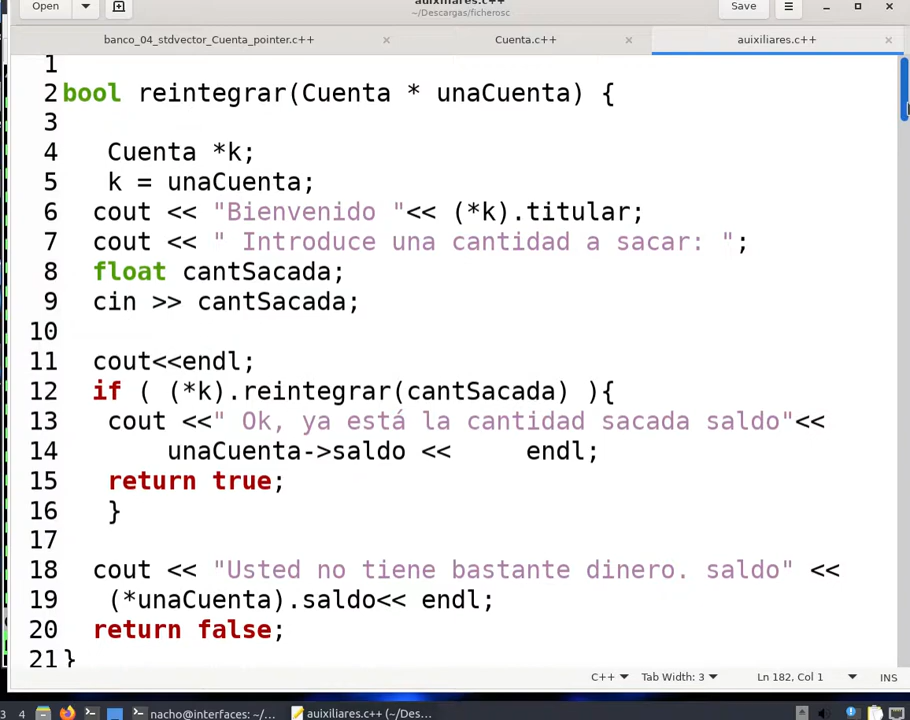 Open
auixiliares.c++
~/Descargas/ficherosc
Save
banco_04_stdvector_Cuenta_pointer.c++ × Cuenta.c++ × auixiliares.c++ ×
1
2 bool reintegrar(Cuenta * unaCuenta) {
3
4 Cuenta *k;
5 k = unaCuenta;
6 cout << "Bienvenido "<< (*k).titular;
7 cout << " Introduce una cantidad a sacar: ";
8 float cantSacada;
9 cin >> cantSacada;
10
11 cout<<endl;
12 if ( (*k).reintegrar(cantSacada) ){
13 cout <<" Ok, ya está la cantidad sacada saldo"<<
14 unaCuenta->saldo << endl;
15 return true;
16 }
17
18 cout << "Usted no tiene bastante dinero. saldo" <<
19 (*unaCuenta).saldo<< endl;
20 return false;
21 }
C++ Tab Width: 3 Ln 182, Col 1 INS
3 4 nacho@interfaces: ~/... auixiliares.c++ (~/Des...